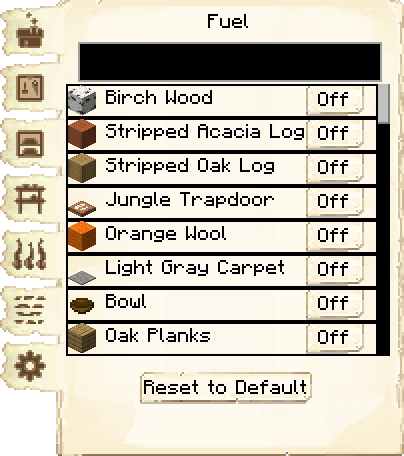 Fuel
Birch Wood Off
Stripped Acacia Log Off
Stripped Oak Log Off
Jungle Trapdoor Off
Orange Wool Off
Light Gray Carpet Off
Bowl Off
Oak Planks Off
Reset to Default